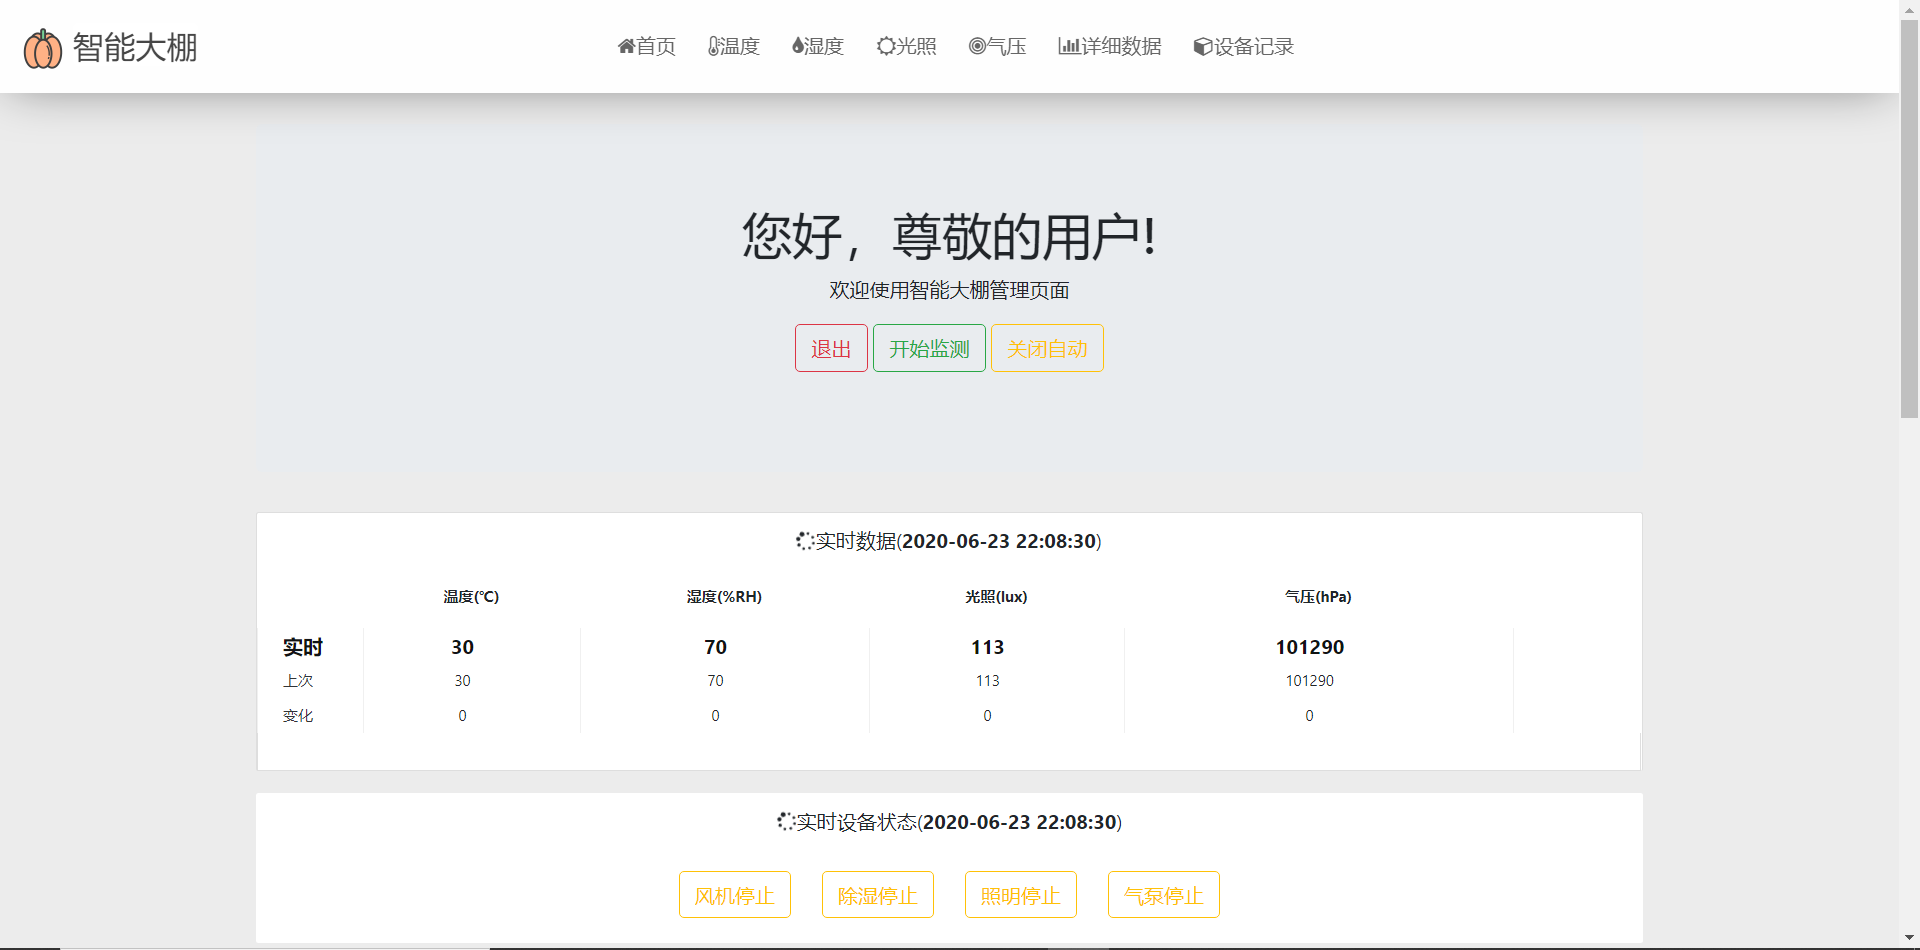 智能大棚
首页 温度 湿度 光照 气压 详细数据 设备记录
您好，尊敬的用户!
欢迎使用智能大棚管理页面
退出 开始监测 关闭自动
实时数据(2020-06-23 22:08:30)
温度(℃) 湿度(%RH) 光照(lux) 气压(hPa)
实时 30 70 113 101290
上次 30 70 113 101290
变化 0 0 0 0
实时设备状态(2020-06-23 22:08:30)
风机停止 除湿停止 照明停止 气泵停止